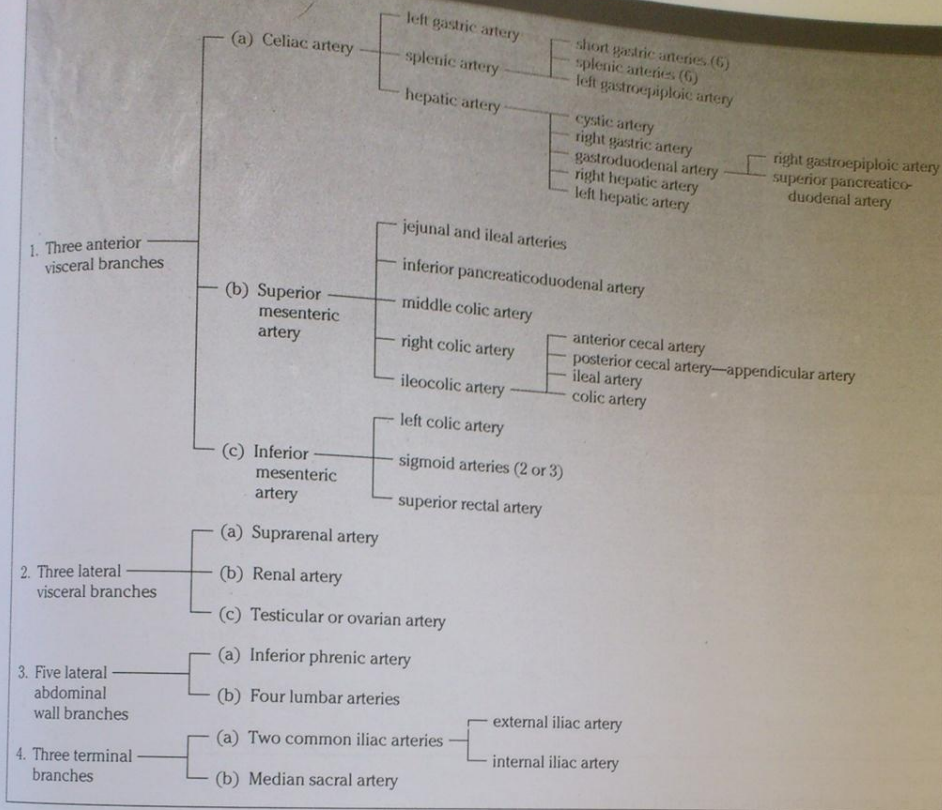 (a) Celiac artery
left gastric artery
splenic artery
short gastric arteries (6)
splenic arteries (6)
left gastroepiploic artery
hepatic artery
cystic artery
right gastric artery
gastroduodenal artery
right gastroepiploic artery
superior pancreatico-
duodenal artery
right hepatic artery
left hepatic artery
1. Three anterior
visceral branches
(b) Superior
mesenteric
artery
jejunal and ileal arteries
inferior pancreaticoduodenal artery
middle colic artery
right colic artery
ileocolic artery
anterior cecal artery
posterior cecal artery—appendicular artery
ileal artery
colic artery
(c) Inferior
mesenteric
artery
left colic artery
sigmoid arteries (2 or 3)
superior rectal artery
2. Three lateral
visceral branches
(a) Suprarenal artery
(b) Renal artery
(c) Testicular or ovarian artery
3. Five lateral
abdominal
wall branches
(a) Inferior phrenic artery
(b) Four lumbar arteries
4. Three terminal
branches
(a) Two common iliac arteries
external iliac artery
internal iliac artery
(b) Median sacral artery